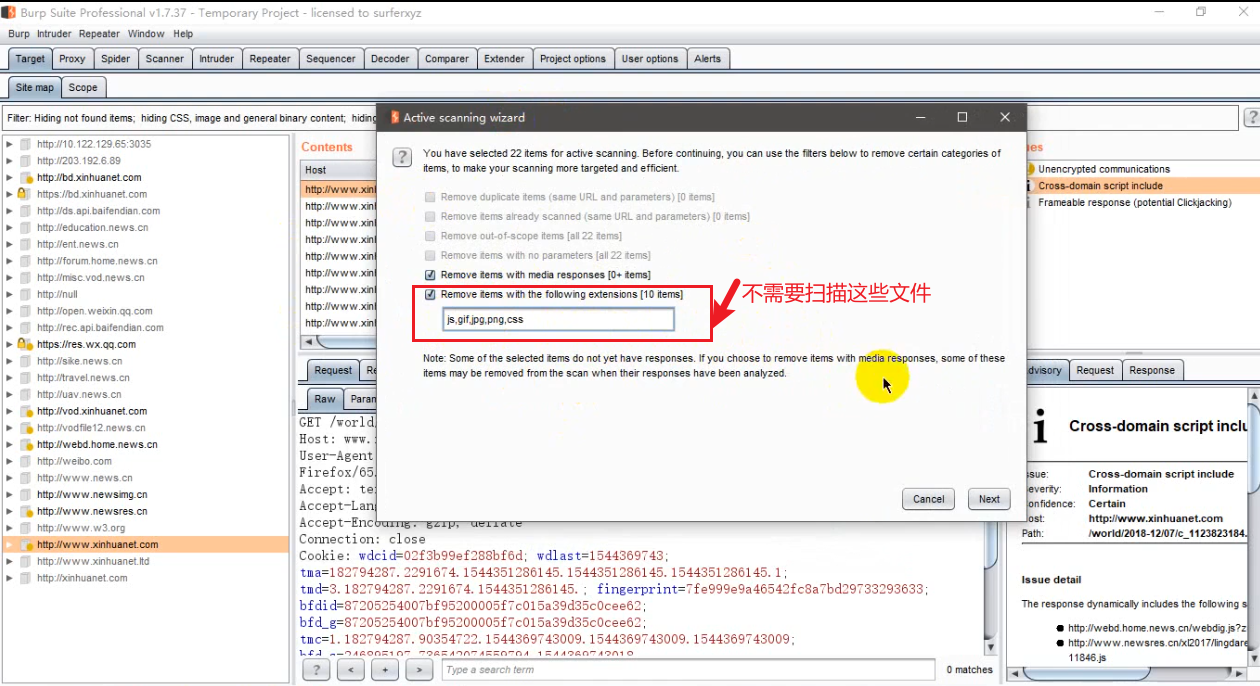 Burp Suite Professional v1.7.37 - Temporary Project - licensed to surferxyz
Burp Intruder Repeater Window Help
Target Proxy Spider Scanner Intruder Repeater Sequencer Decoder Comparer Extender Project options User options Alerts
Site map Scope
Filter: Hiding not found items; hiding CSS, image and general binary content; hiding
?
http://10.122.129.65:3035
http://203.192.6.89
http://bd.xinhuanet.com
https://bd.xinhuanet.com
http://ds.api.baifendian.com
http://education.news.cn
http://ent.news.cn
http://forum.home.news.cn
http://misc.vod.news.cn
http://null
http://open.weixin.qq.com
http://rec.api.baifendian.com
https://res.wx.qq.com
http://sike.news.cn
http://travel.news.cn
http://uav.news.cn
http://vod.xinhuanet.com
http://vodfile12.news.cn
http://webd.home.news.cn
http://weibo.com
http://www.news.cn
http://www.newsimg.cn
http://www.newsres.cn
http://www.w3.org
http://www.xinhuanet.com
http://www.xinhuanet.ltd
http://xinhuanet.com
Contents
Host
http://www.xinl
http://www.xinl
http://www.xinl
http://www.xinl
http://www.xinl
http://www.xinl
http://www.xinl
http://www.xinl
http://www.xinl
Active scanning wizard
?
You have selected 22 items for active scanning. Before continuing, you can use the filters below to remove certain categories of
items, to make your scanning more targeted and efficient.
Remove duplicate items (same URL and parameters) [0 items]
Remove items already scanned (same URL and parameters) [0 items]
Remove out-of-scope items [all 22 items]
Remove items with no parameters [all 22 items]
Remove items with media responses [0+ items]
Remove items with the following extensions [10 items]
js,gif,jpg,png,css
不需要扫描这些文件
Note: Some of the selected items do not yet have responses. If you choose to remove items with media responses, some of these
items may be removed from the scan when their responses have been analyzed.
Cancel Next
ues
Unencrypted communications
Cross-domain script include
Frameable response (potential Clickjacking)
Request Re
Raw Paran
GET /world/
Host: www.
User-Agent
Firefox/65.
Accept: te
Accept-Lang
Accept-Encoding: gzip, deflate
Connection: close
Cookie: wdcid=02f3b99ef288bf6d; wdlast=1544369743;
tma=182794287.2291674.1544351286145.1544351286145.1544351286145.1;
tmd=3.182794287.2291674.1544351286145.; fingerprint=7fe999e9a46542fc8a7bd29733293633;
bfdid=87205254007bf95200005f7c015a39d35c0cee62;
bfd_g=87205254007bf95200005f7c015a39d35c0cee62;
tmc=1.182794287.90354722.1544369743009.1544369743009.1544369743009;
? < + > Type a search term 0 matches
dvisory Request Response
Cross-domain script inclu
ssue: Cross-domain script include
everity: Information
onfidence: Certain
ost: http://www.xinhuanet.com
Path: /world/2018-12/07/c_1123823184.
Issue detail
The response dynamically includes the following s
http://webd.home.news.cn/webdig.js?z
http://www.newsres.cn/xl2017/lingdare
11846.js